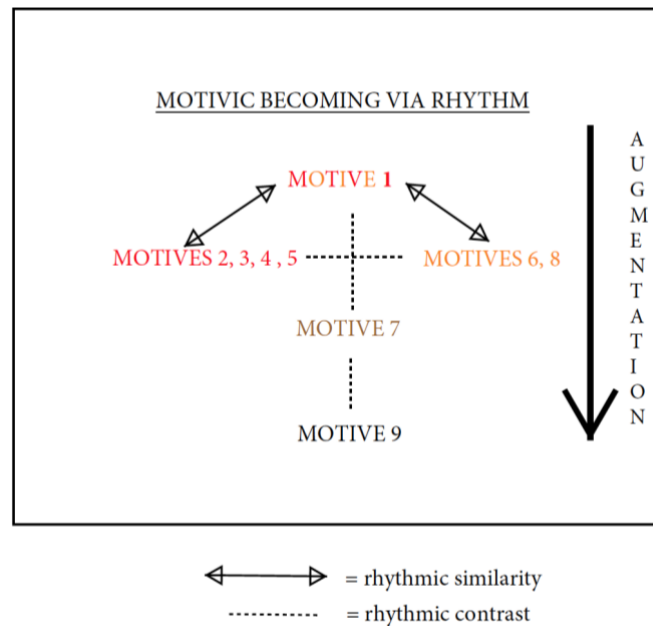 MOTIVIC BECOMING VIA RHYTHM
MOTIVE 1
MOTIVES 2, 3, 4 , 5
MOTIVES 6, 8
MOTIVE 7
MOTIVE 9
AUGMENTATION
= rhythmic similarity
= rhythmic contrast